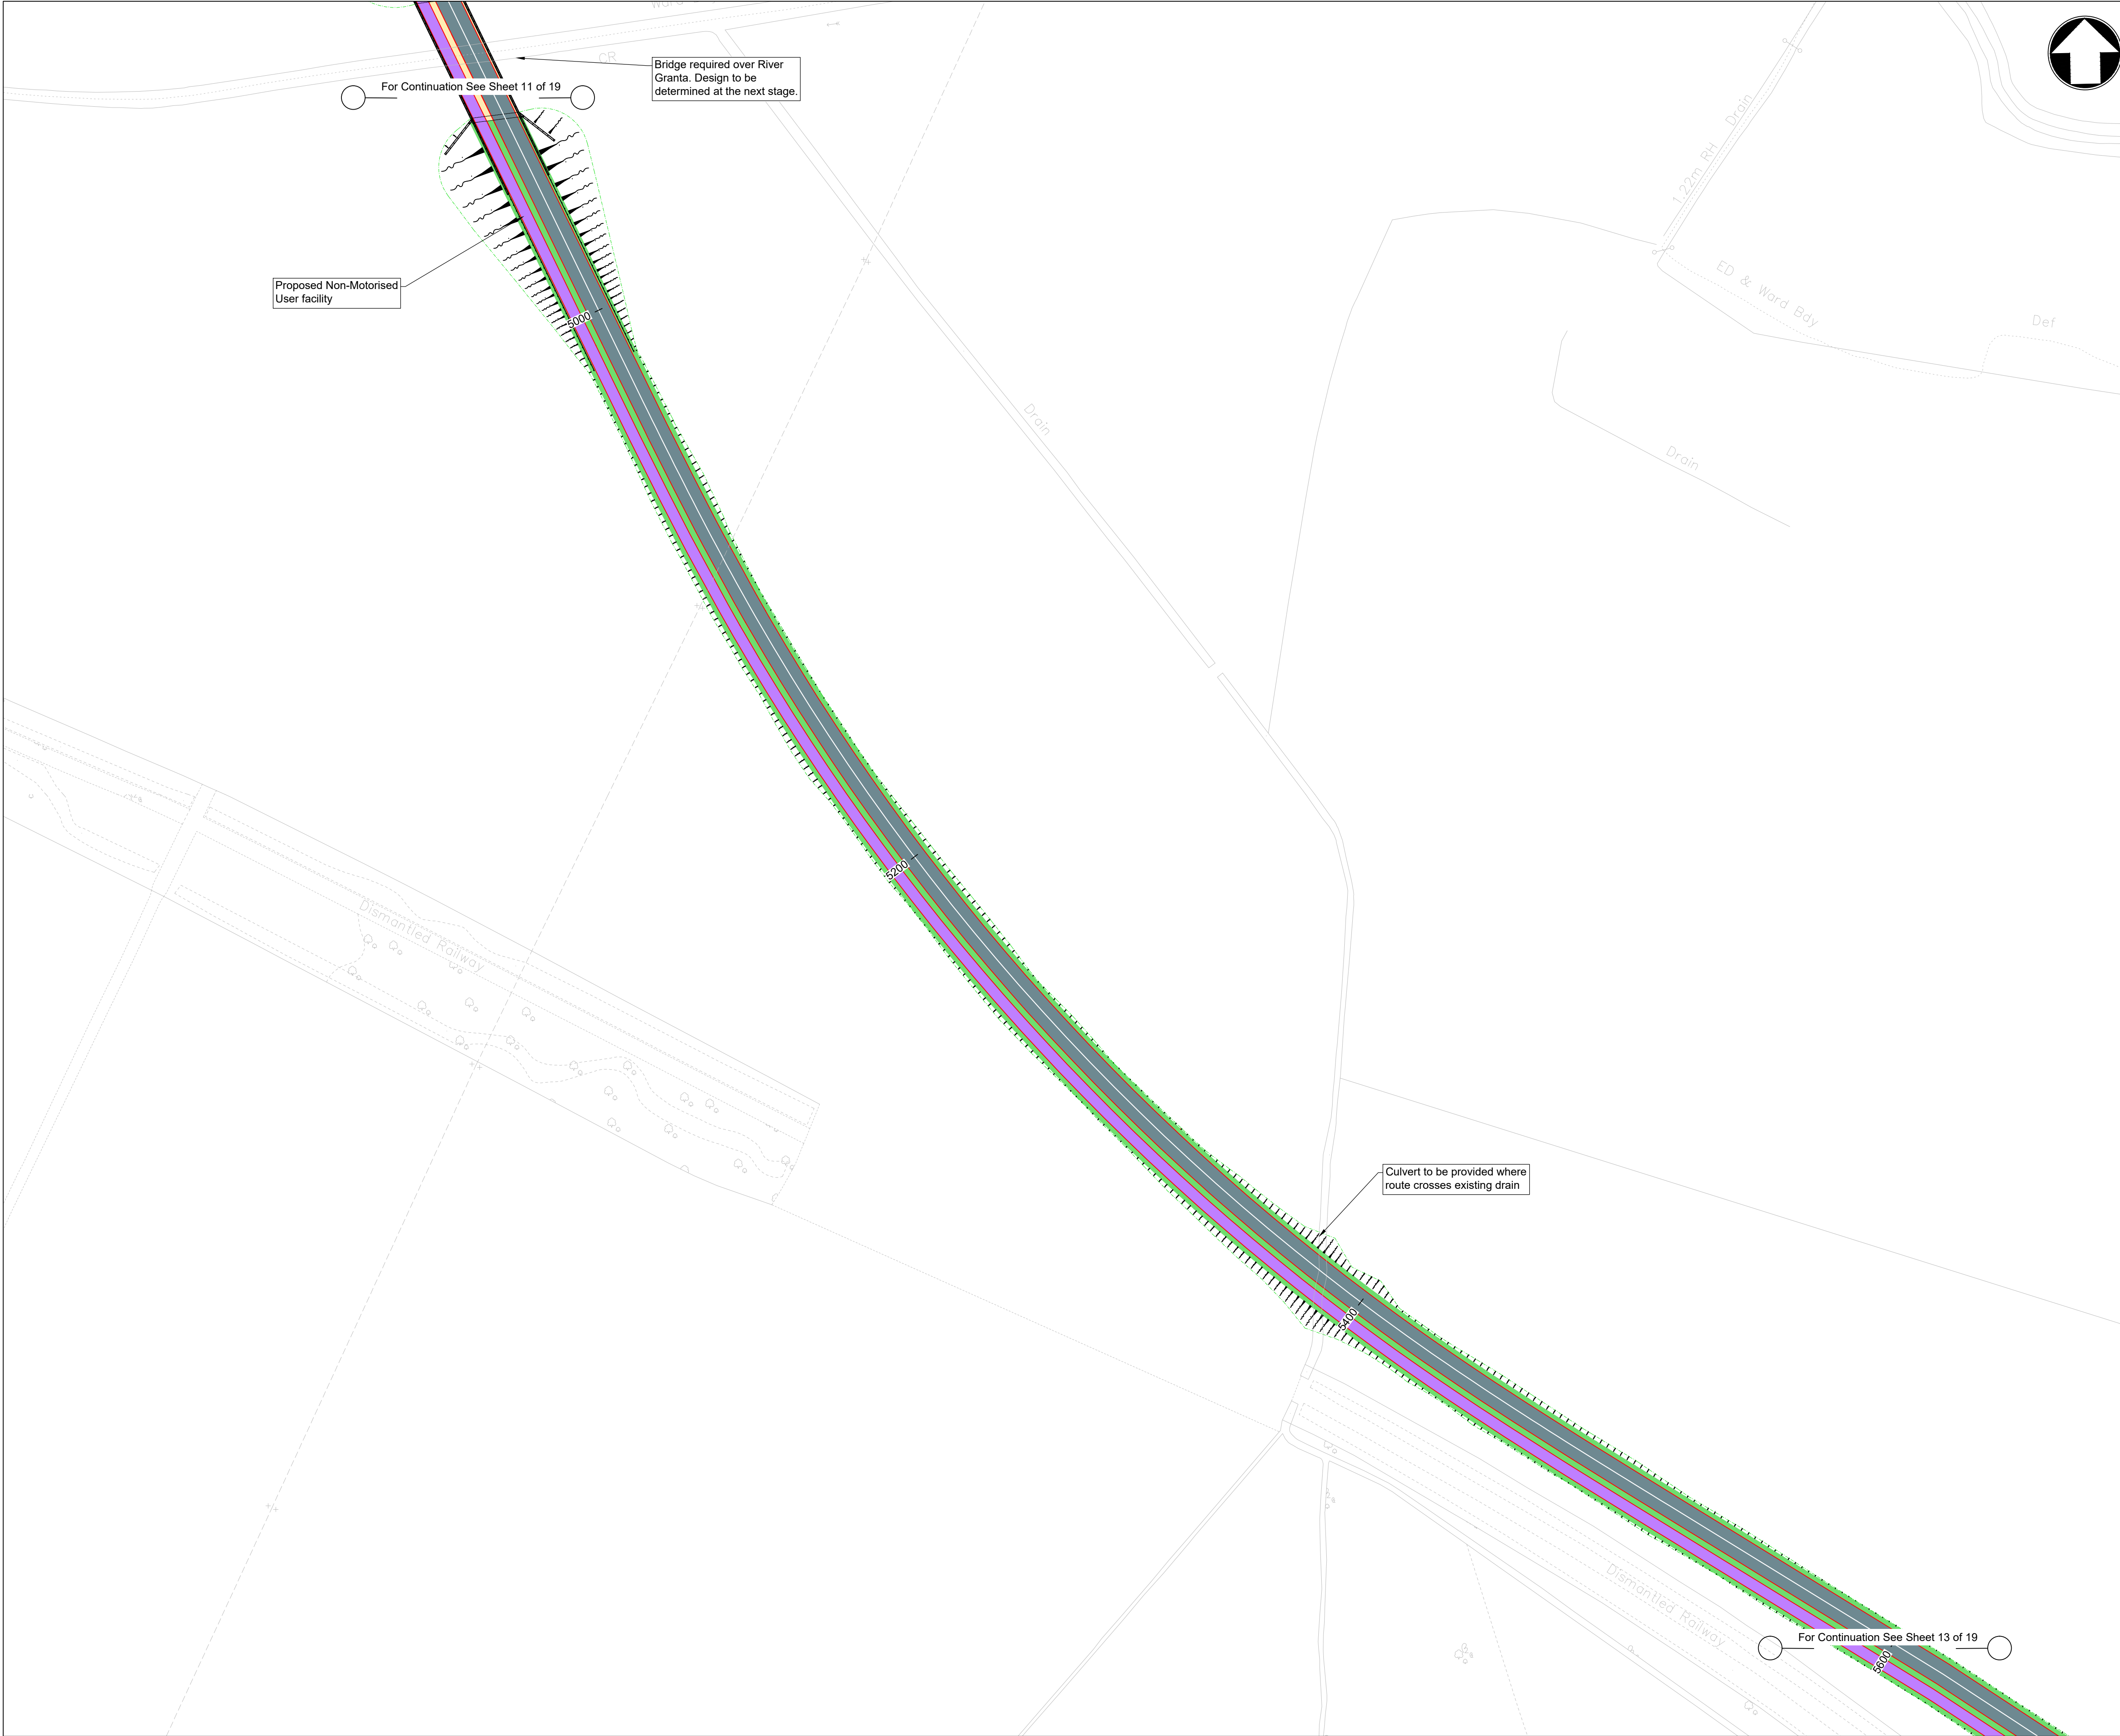 CR
Bridge required over River
Granta. Design to be
determined at the next stage.
For Continuation See Sheet 11 of 19
Drain
1.22m RH
ED & Ward Bdy
Def
Proposed Non-Motorised
User facility
5000
Drain
Drain
5200
Dismantled Railway
Culvert to be provided where
route crosses existing drain
5400
Dismantled Railway
For Continuation See Sheet 13 of 19
5600